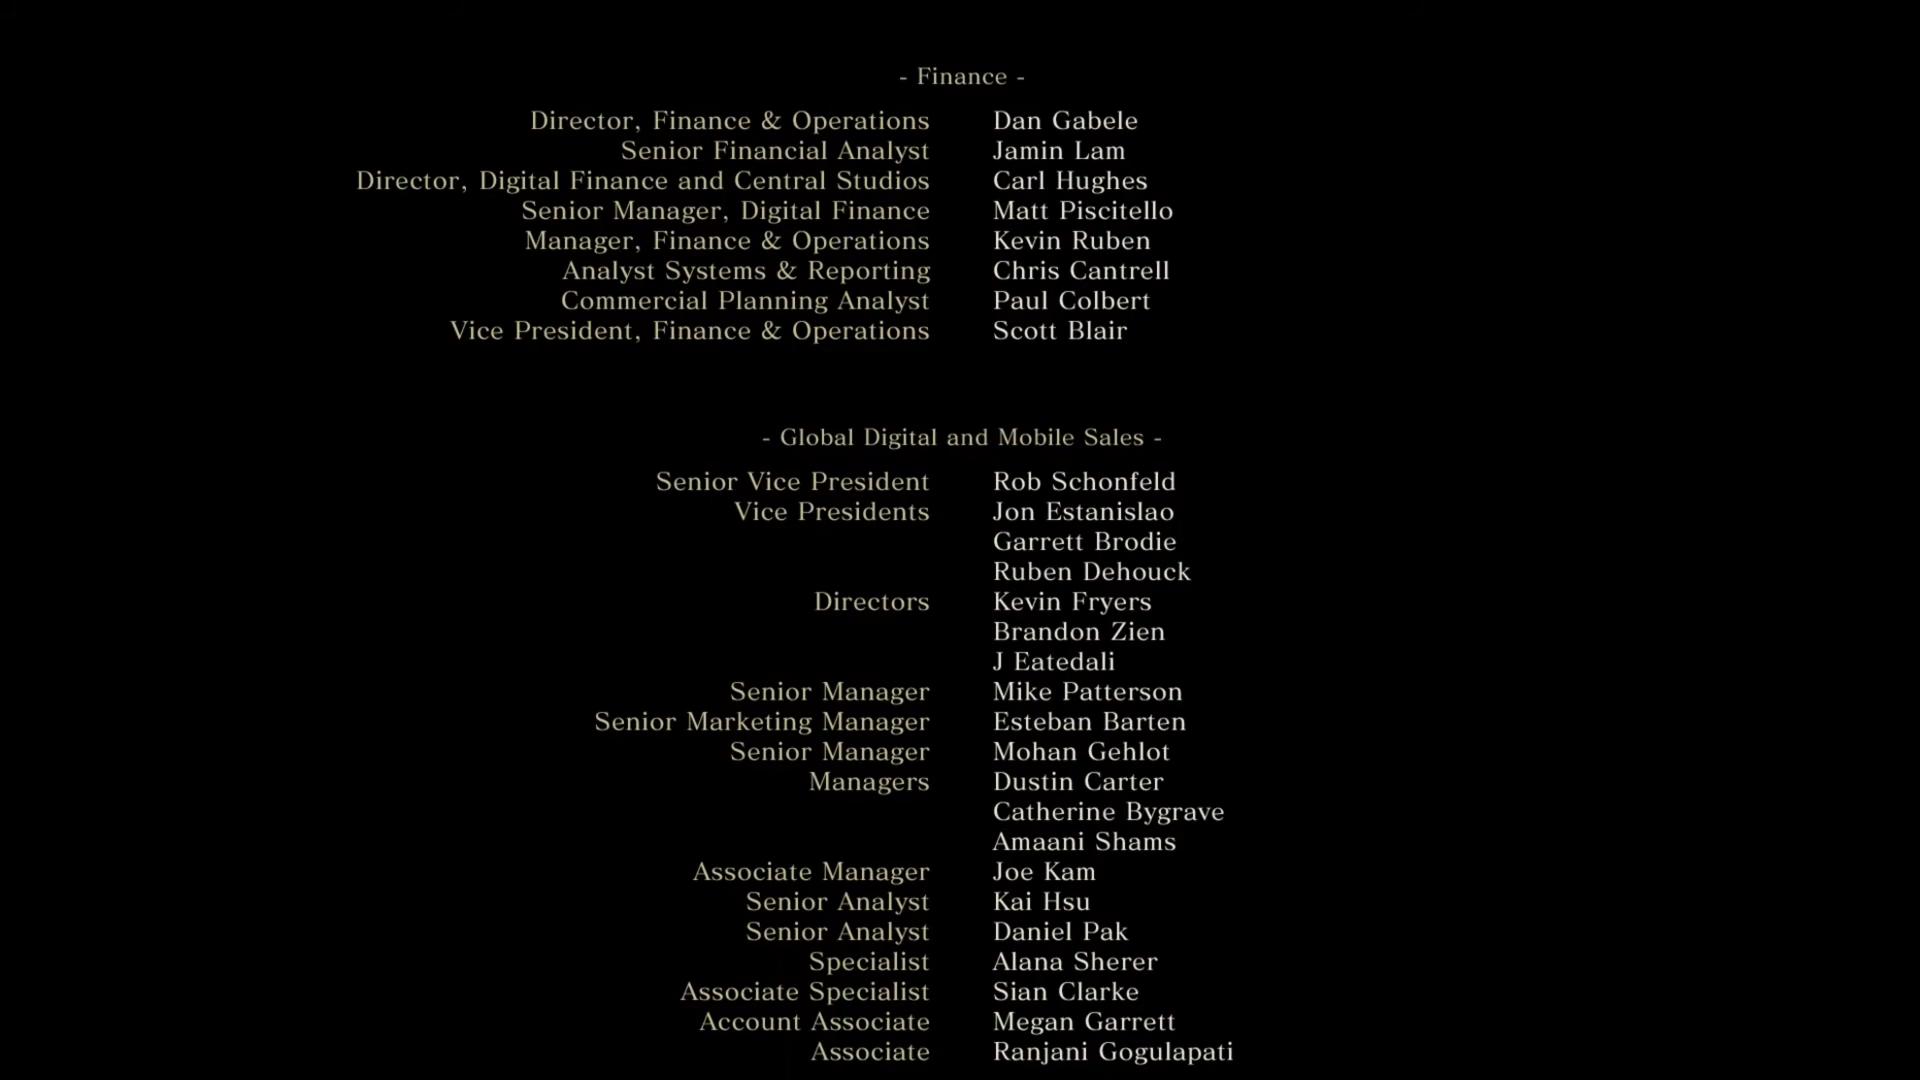 - Finance -
Director, Finance & Operations Dan Gabele
Senior Financial Analyst Jamin Lam
Director, Digital Finance and Central Studios Carl Hughes
Senior Manager, Digital Finance Matt Piscitello
Manager, Finance & Operations Kevin Ruben
Analyst Systems & Reporting Chris Cantrell
Commercial Planning Analyst Paul Colbert
Vice President, Finance & Operations Scott Blair
- Global Digital and Mobile Sales -
Senior Vice President Rob Schonfeld
Vice Presidents Jon Estanislao
Garrett Brodie
Ruben Dehouck
Directors Kevin Fryers
Brandon Zien
J Eatedali
Senior Manager Mike Patterson
Senior Marketing Manager Esteban Barten
Senior Manager Mohan Gehlot
Managers Dustin Carter
Catherine Bygrave
Amaani Shams
Associate Manager Joe Kam
Senior Analyst Kai Hsu
Senior Analyst Daniel Pak
Specialist Alana Sherer
Associate Specialist Sian Clarke
Account Associate Megan Garrett
Associate Ranjani Gogulapati